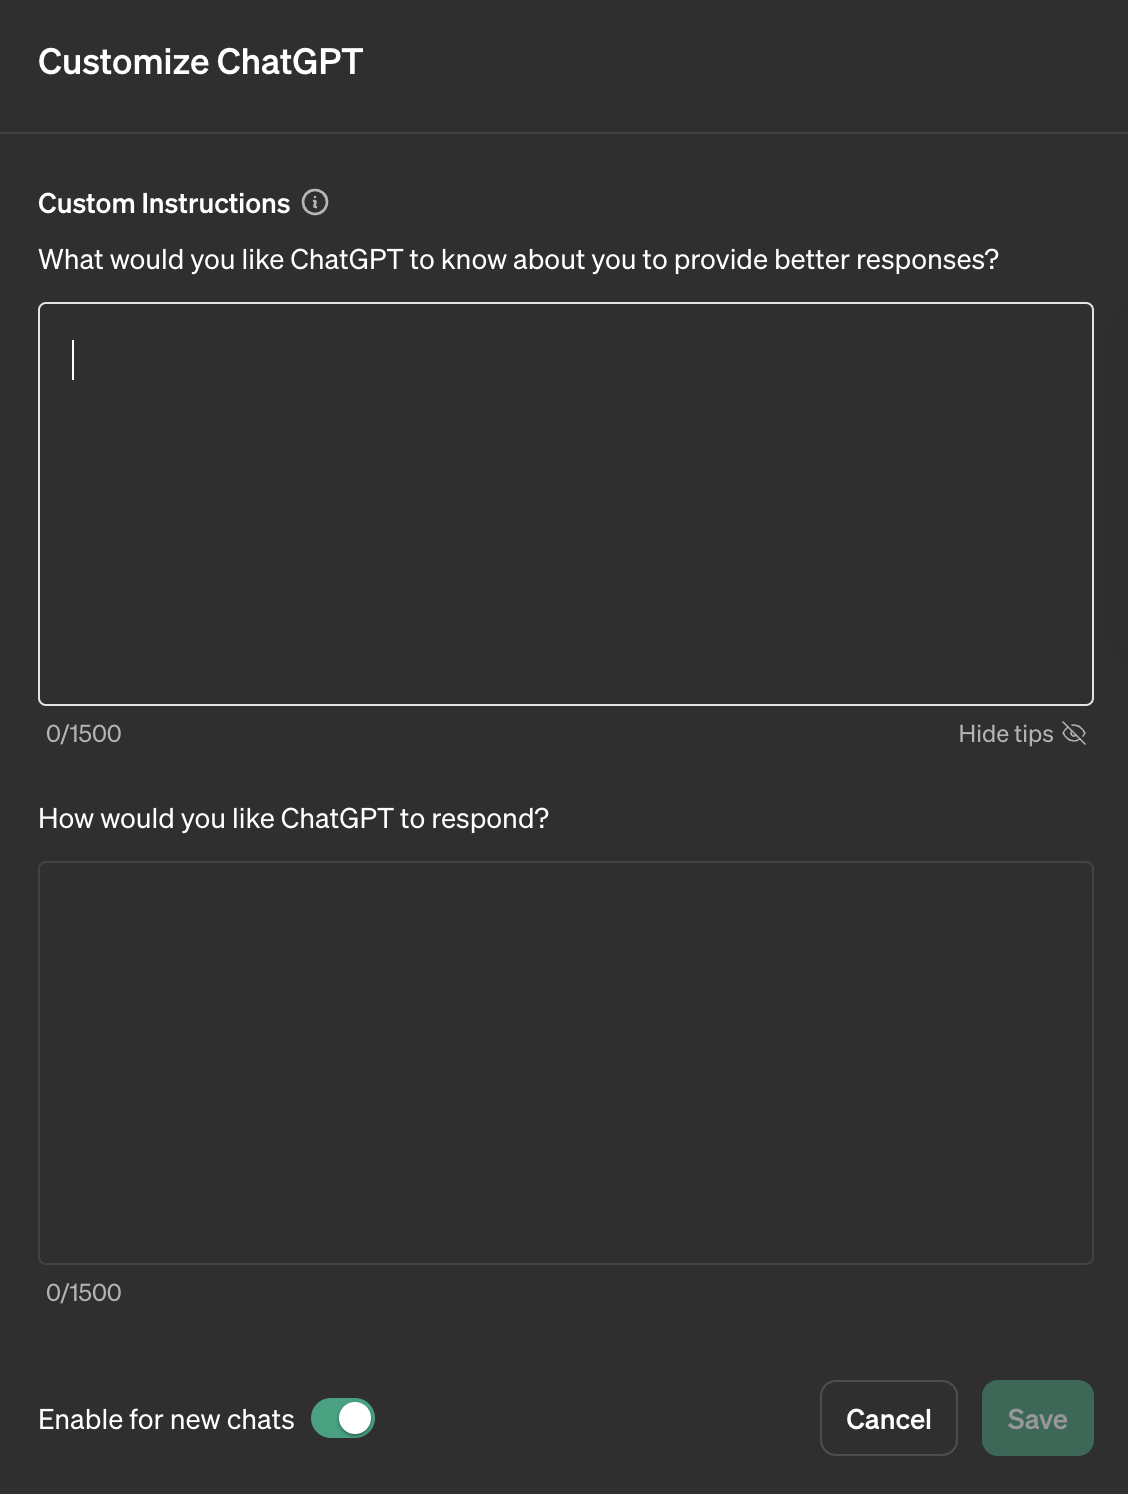 Customize ChatGPT
Custom Instructions
What would you like ChatGPT to know about you to provide better responses?
0/1500
Hide tips
How would you like ChatGPT to respond?
0/1500
Enable for new chats
Cancel
Save